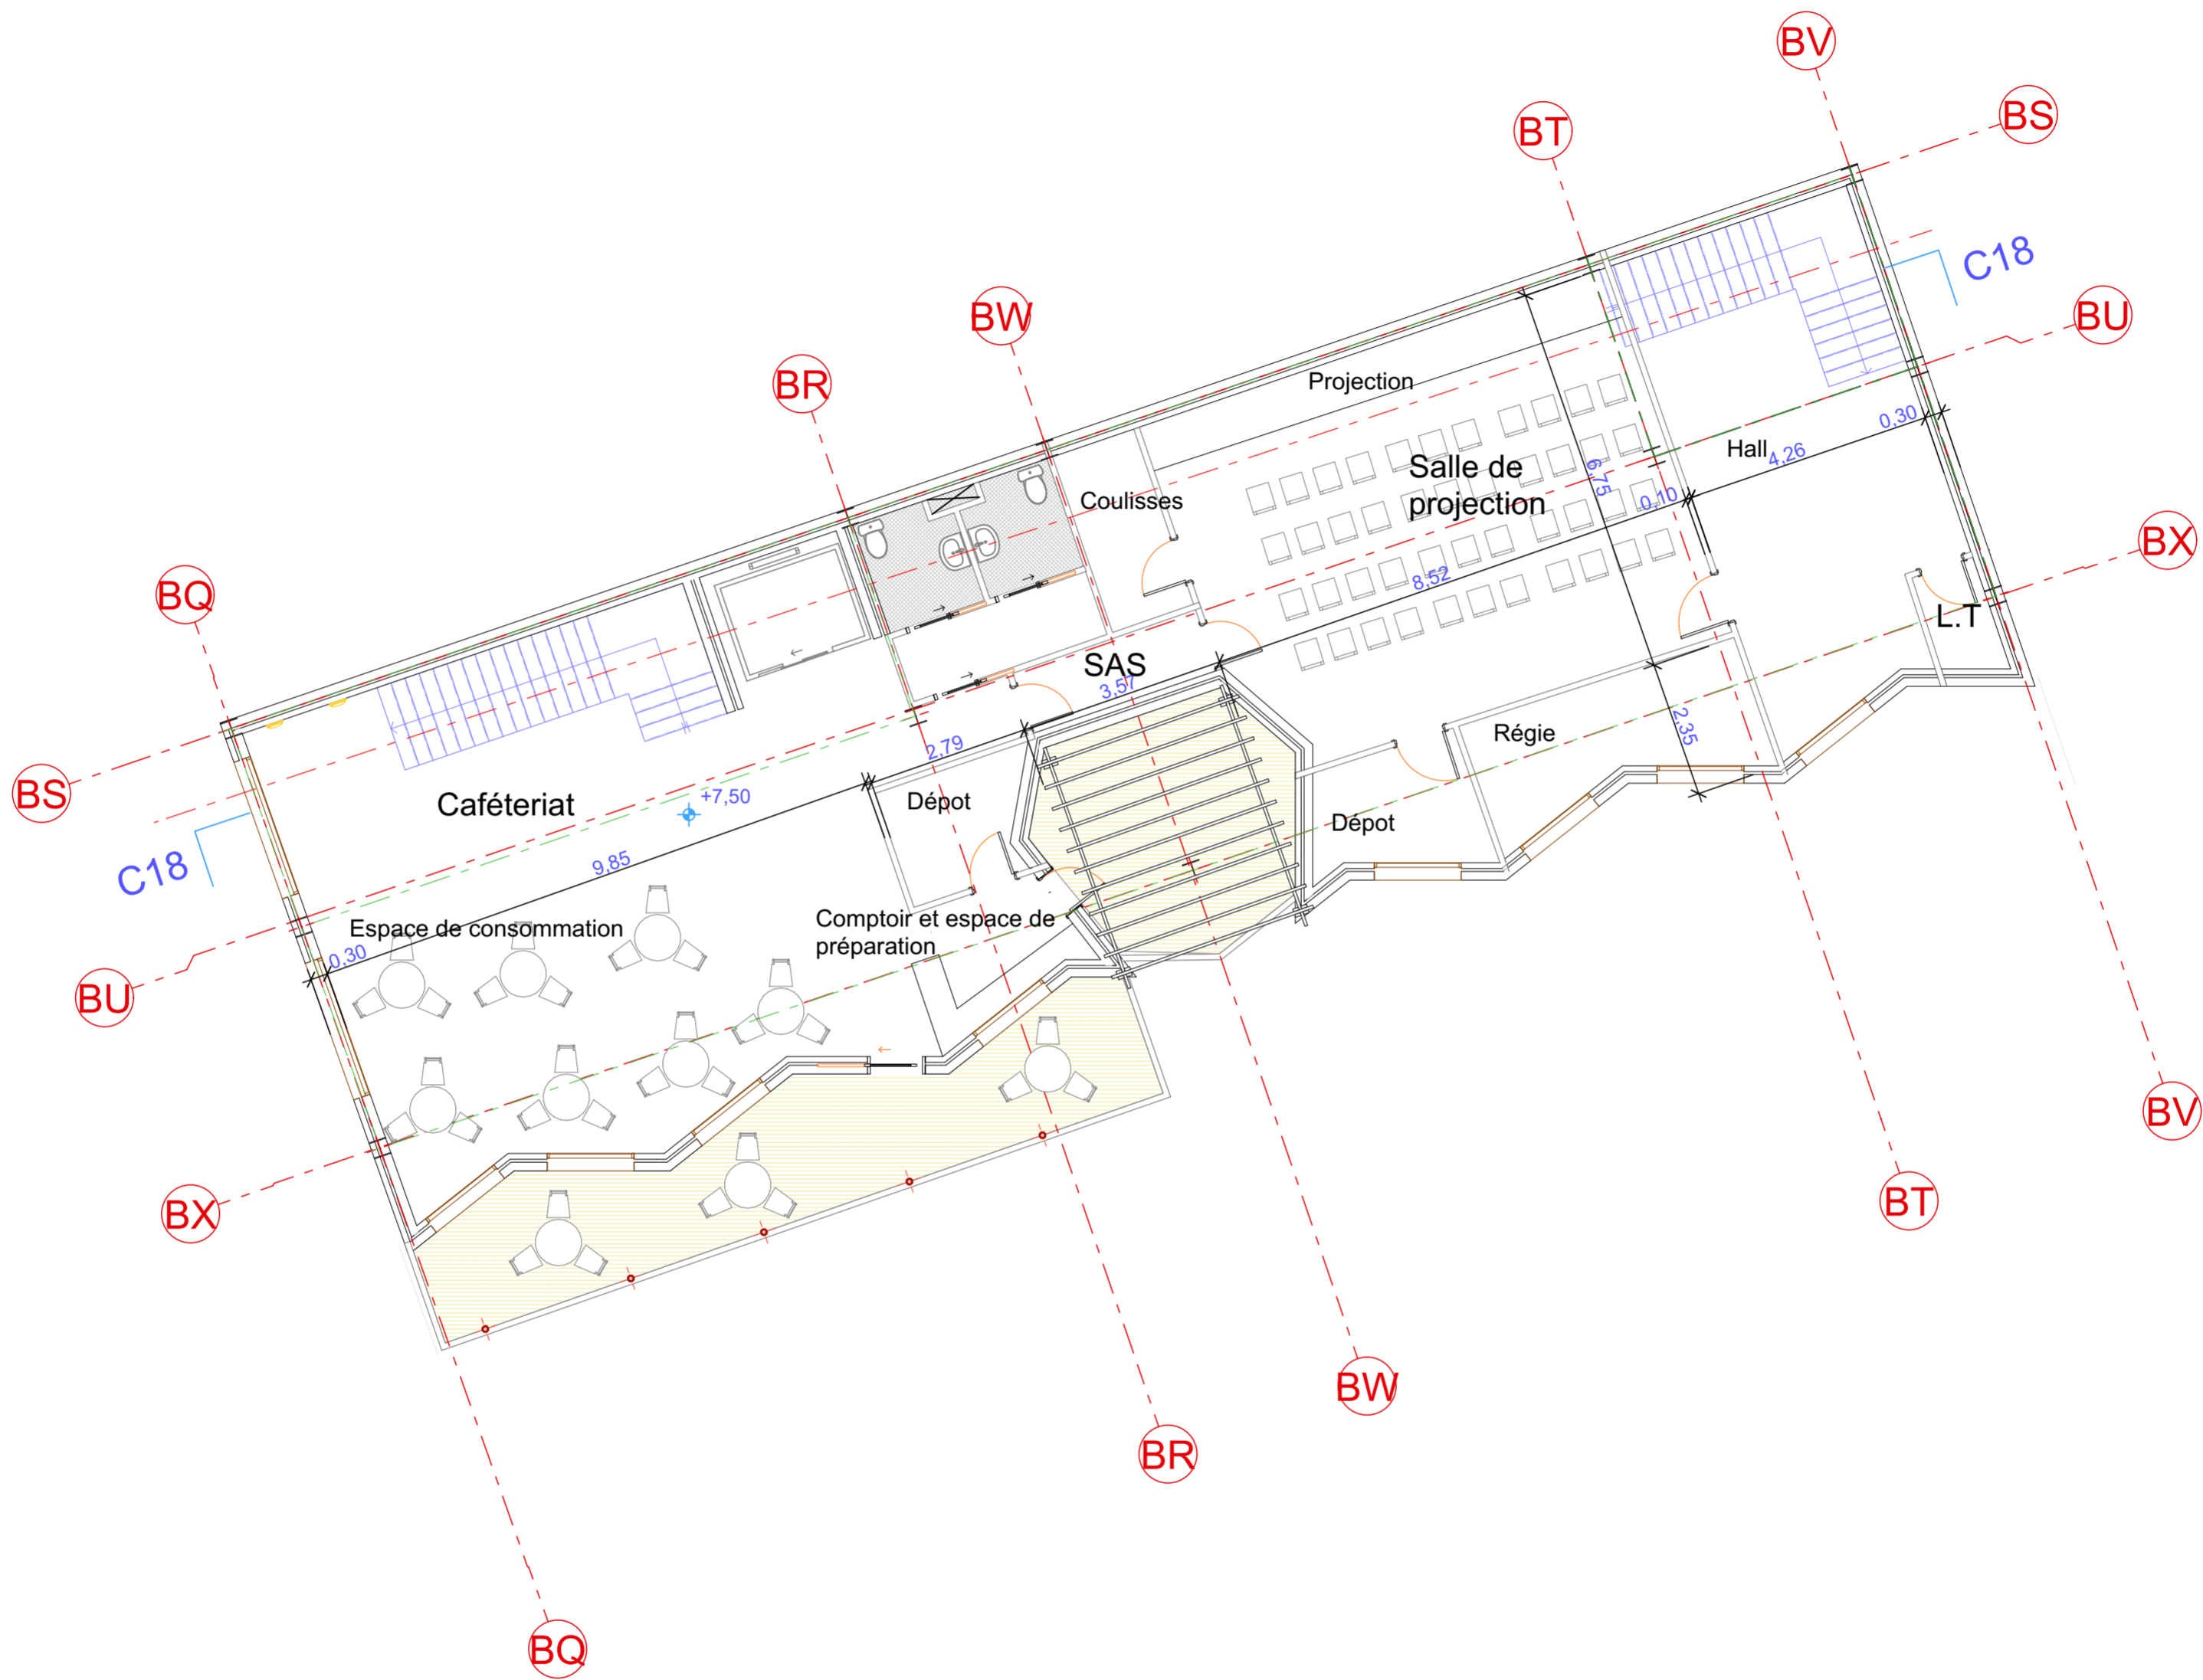 BV
BS
BT
C18
BU
BW
BR
Projection
0,30
Hall
4,26
Salle de
projection
6,75
0,10
Coulisses
BX
8,52
BQ
L.T
SAS
3,57
2,79
Régie
2,35
BS
Caféteriat
+7,50
Dépot
Dépot
C18
9,85
Espace de consommation
Comptoir et espace de
préparation
0,30
BU
BX
BV
BT
BW
BR
BQ